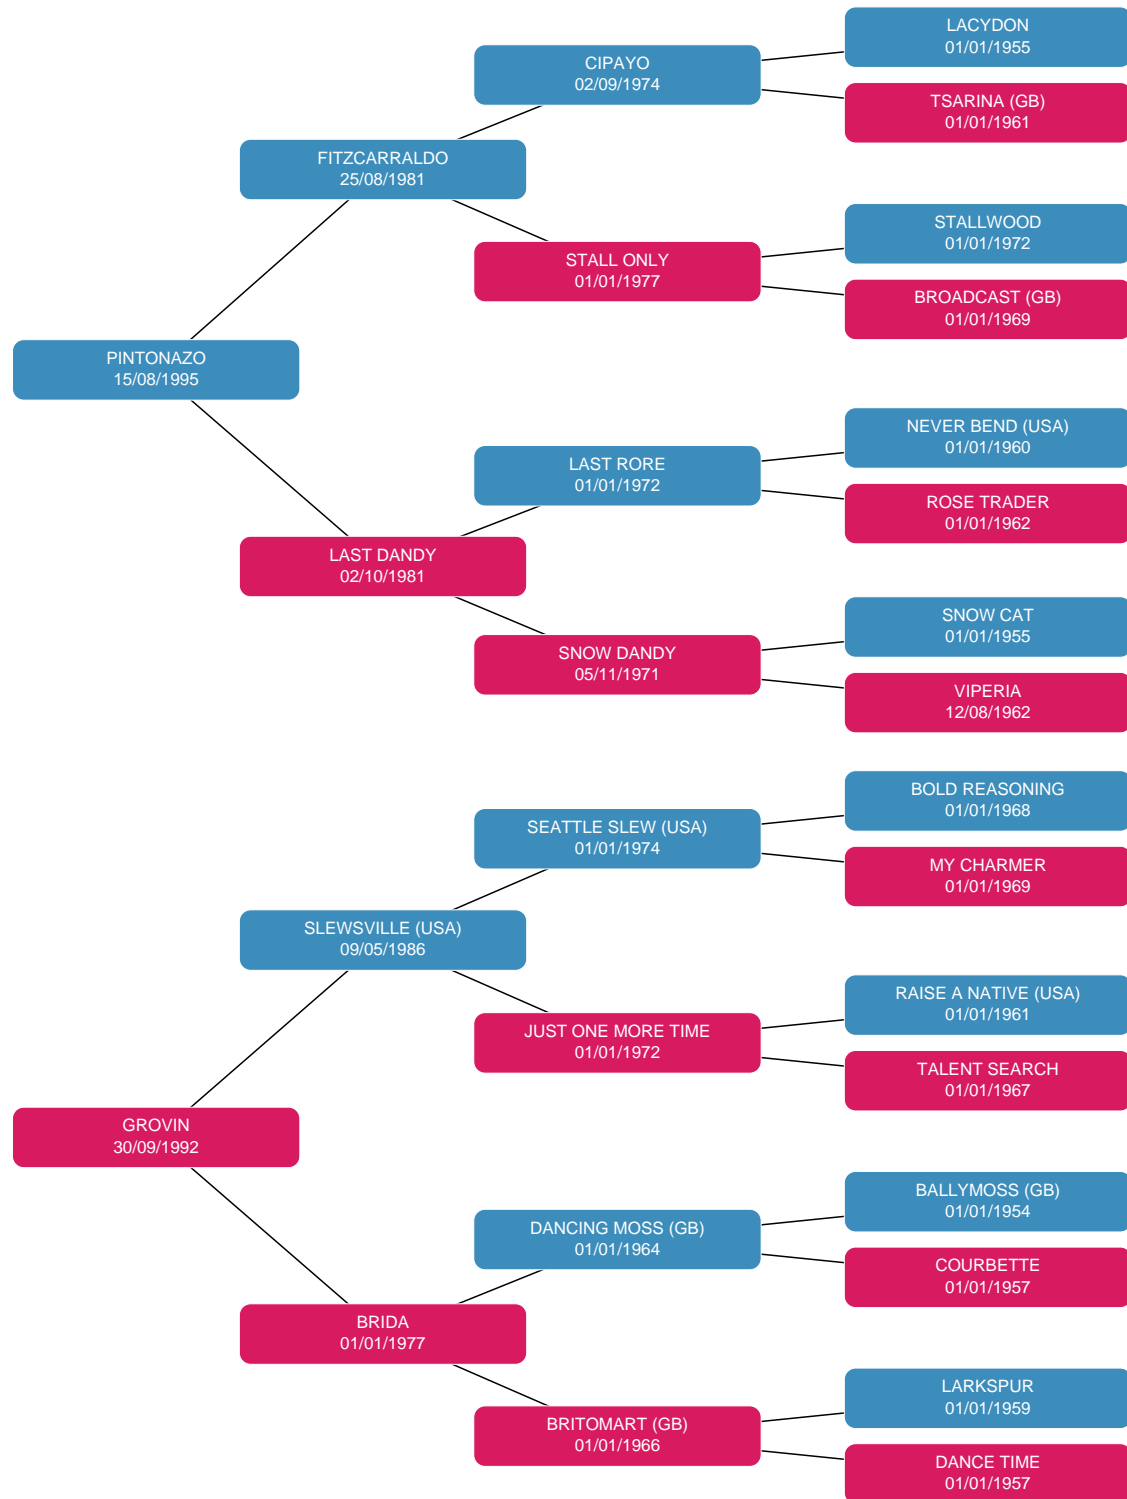 LACYDON
01/01/1955
CIPAYO
02/09/1974
TSARINA (GB)
01/01/1961
FITZCARRALDO
25/08/1981
STALLWOOD
01/01/1972
STALL ONLY
01/01/1977
BROADCAST (GB)
01/01/1969
PINTONAZO
15/08/1995
NEVER BEND (USA)
01/01/1960
LAST RORE
01/01/1972
ROSE TRADER
01/01/1962
LAST DANDY
02/10/1981
SNOW CAT
01/01/1955
SNOW DANDY
05/11/1971
VIPERIA
12/08/1962
BOLD REASONING
01/01/1968
SEATTLE SLEW (USA)
01/01/1974
MY CHARMER
01/01/1969
SLEWSVILLE (USA)
09/05/1986
RAISE A NATIVE (USA)
01/01/1961
JUST ONE MORE TIME
01/01/1972
TALENT SEARCH
01/01/1967
GROVIN
30/09/1992
BALLYMOSS (GB)
01/01/1954
DANCING MOSS (GB)
01/01/1964
COURBETTE
01/01/1957
BRIDA
01/01/1977
LARKSPUR
01/01/1959
BRITOMART (GB)
01/01/1966
DANCE TIME
01/01/1957